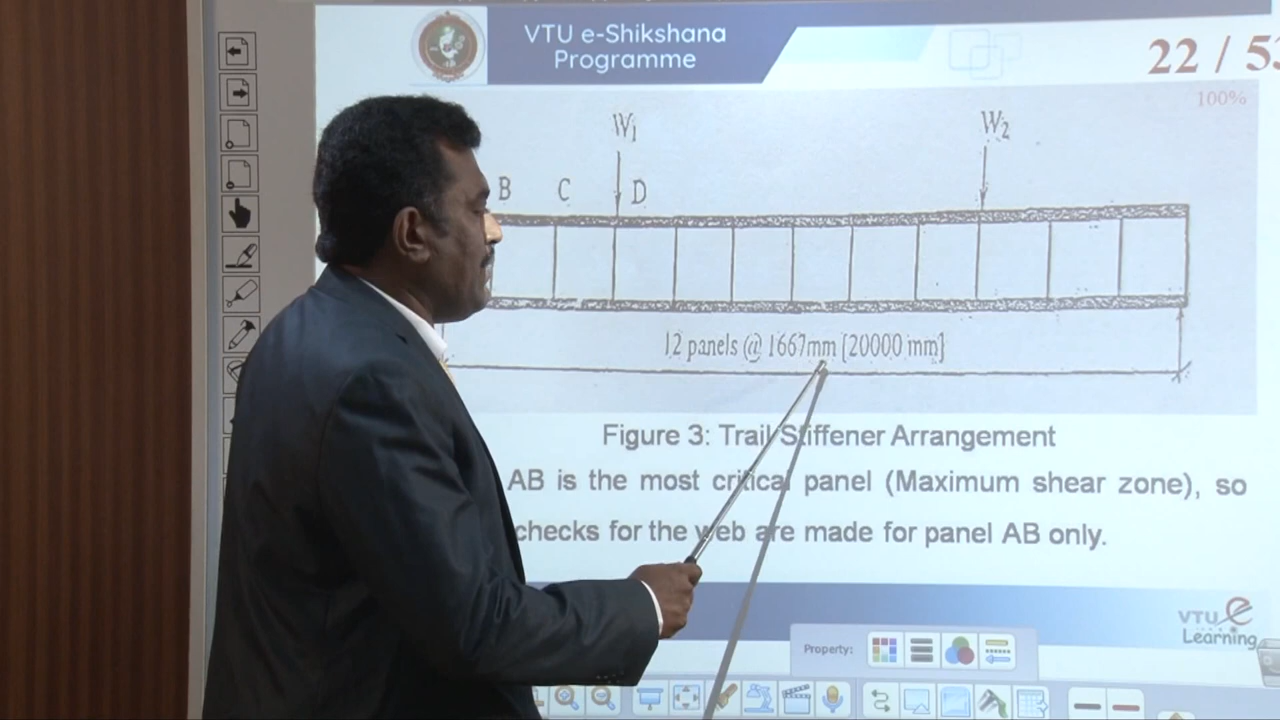 VTU e-Shikshana
Programme
22 / 53
100%
W1
W2
B
C
D
12 panels @ 1667mm [20000 mm]
Figure 3: Trail Stiffener Arrangement
AB is the most critical panel (Maximum shear zone), so
checks for the web are made for panel AB only.
VTU e
Learning
Property: